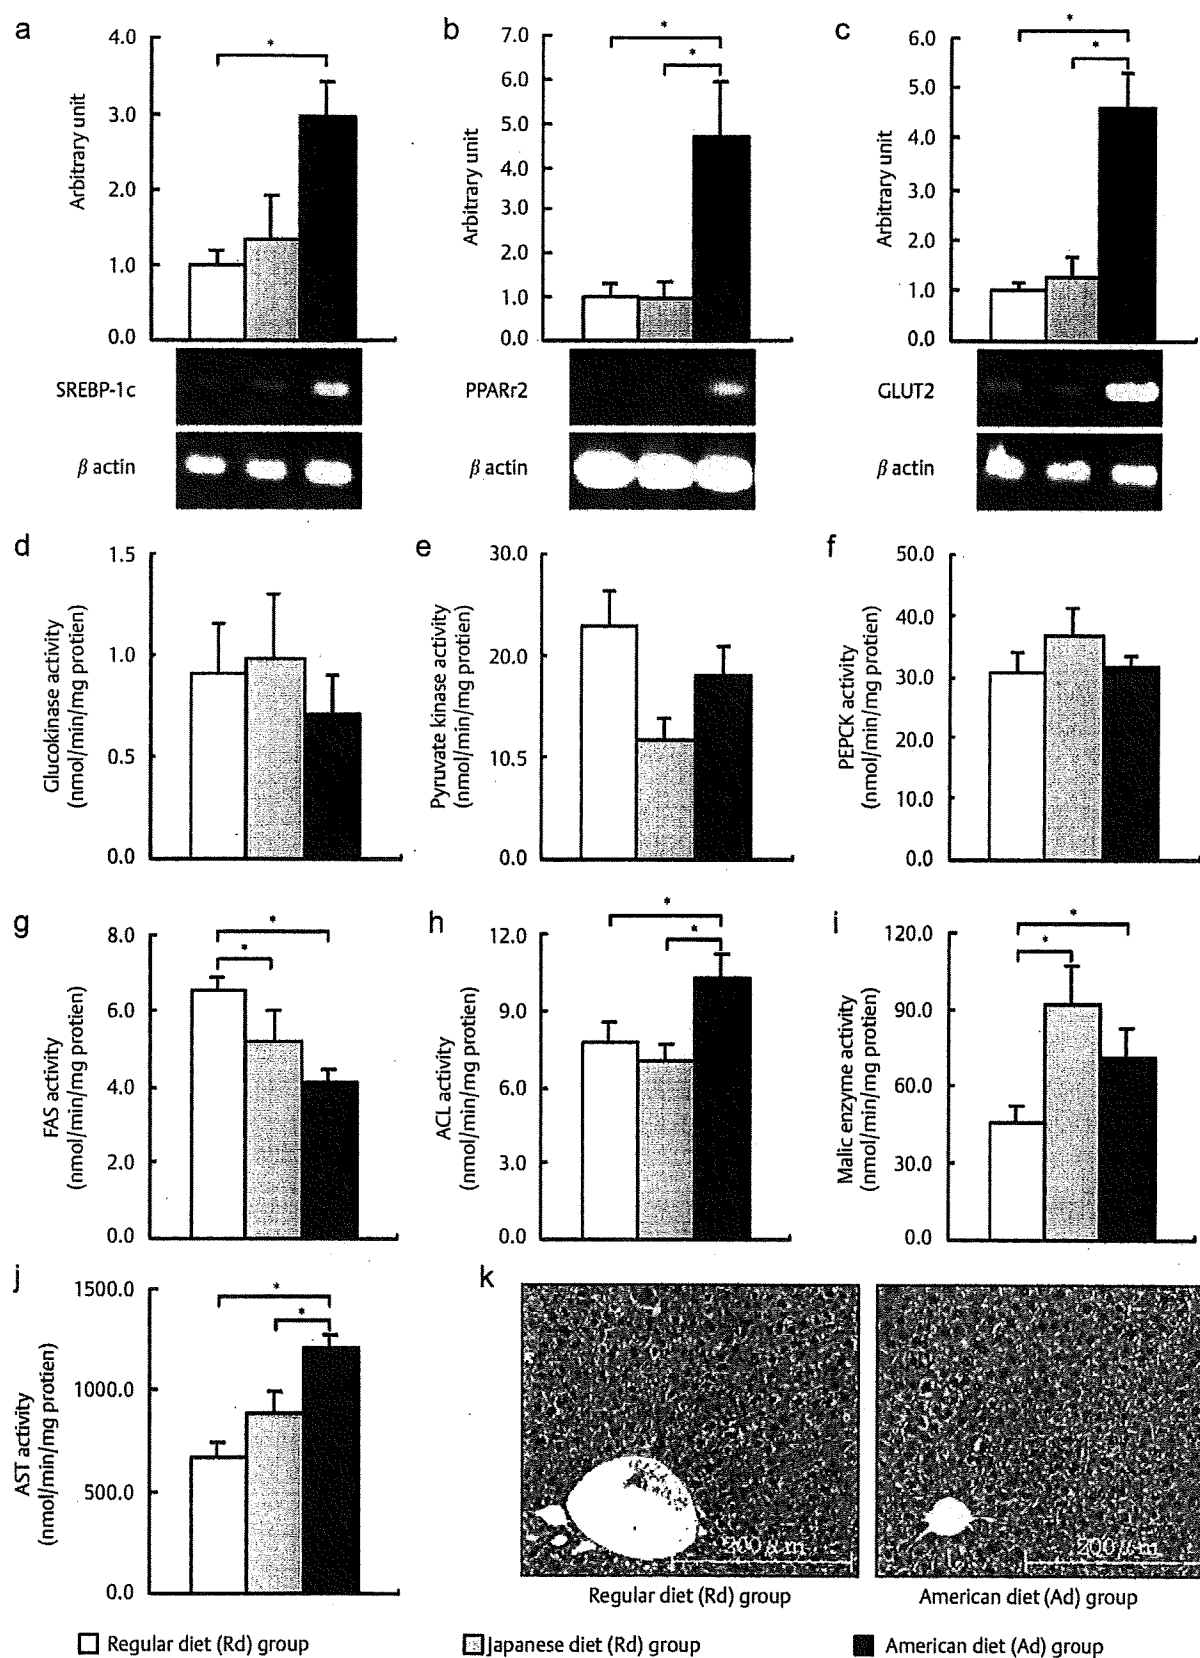 a
4.0
3.0
2.0
1.0
0.0
Arbitrary unit
*
SREBP-1c
β actin
b
7.0
6.0
5.0
4.0
3.0
2.0
1.0
0.0
Arbitrary unit
*
*
PPARr2
β actin
c
6.0
5.0
4.0
3.0
2.0
1.0
0.0
Arbitrary unit
*
*
GLUT2
β actin
d
1.5
1.0
0.5
0.0
Glucokinase activity
(nmol/min/mg protien)
e
30.0
20.0
10.5
0.0
Pyruvate kinase activity
(nmol/min/mg protien)
f
50.0
40.0
30.0
20.0
30.0
0.0
PEPCK activity
(nmol/min/mg protien)
g
8.0
6.0
4.0
2.0
0.0
FAS activity
(nmol/min/mg protien)
*
*
h
12.0
9.0
6.0
3.0
0.0
ACL activity
(nmol/min/mg protien)
*
*
i
120.0
90.0
60.0
30.0
0.0
Malic enzyme activity
(nmol/min/mg protien)
*
*
j
1500.0
1000.0
500.0
0.0
AST activity
(nmol/min/mg protien)
*
*
k
200 μm
200 μm
Regular diet (Rd) group
American diet (Ad) group
Regular diet (Rd) group
Japanese diet (Rd) group
American diet (Ad) group